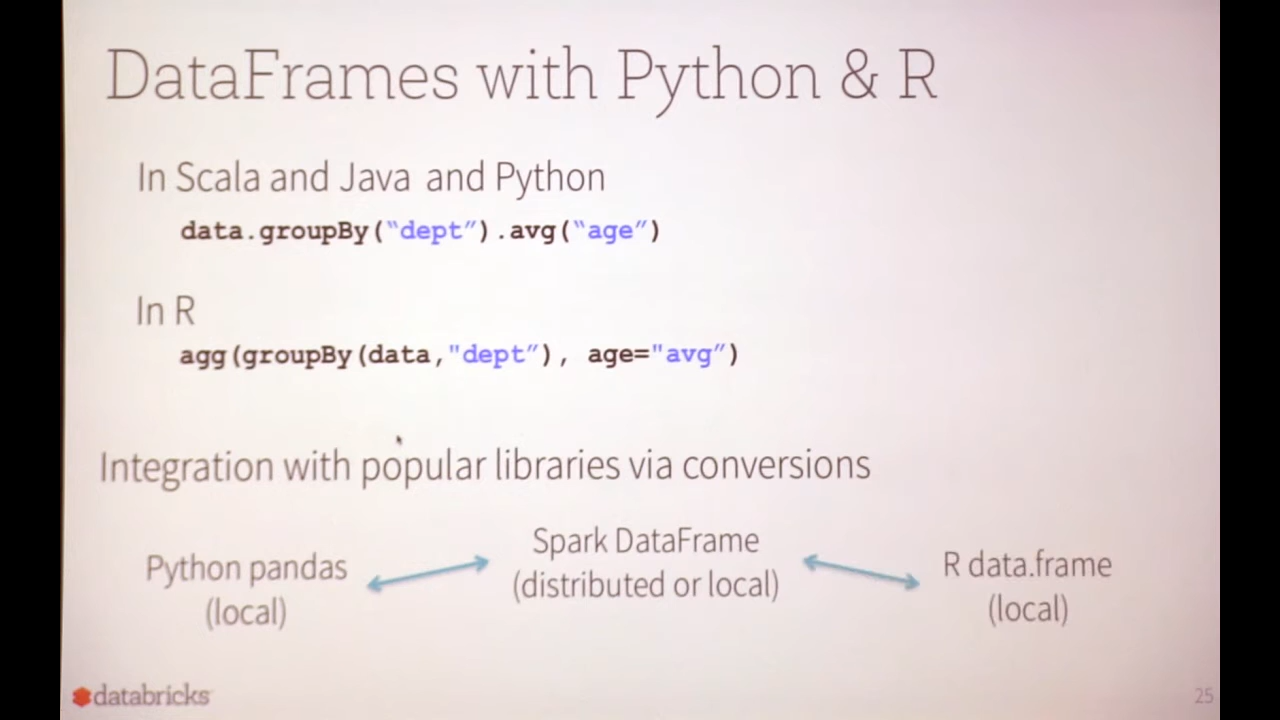 DataFrames with Python & R
In Scala and Java and Python
data.groupBy(“dept”).avg(“age”)
In R
agg(groupBy(data,"dept”), age="avg”)
Integration with popular libraries via conversions
Python pandas
(local)
Spark DataFrame
(distributed or local)
R data.frame
(local)
databricks
25